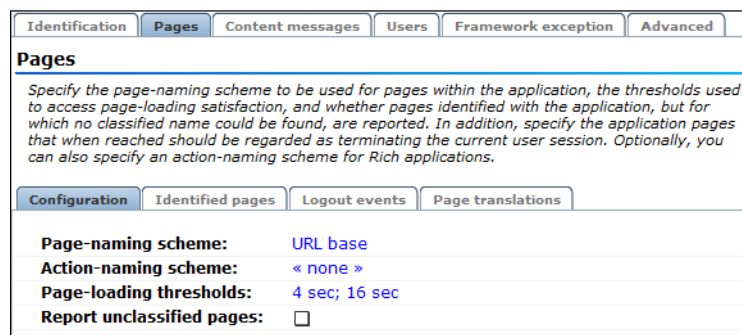 Identification Pages Content messages Users Framework exception Advanced
Pages
Specify the page-naming scheme to be used for pages within the application, the thresholds used
to access page-loading satisfaction, and whether pages identified with the application, but for
which no classified name could be found, are reported. In addition, specify the application pages
that when reached should be regarded as terminating the current user session. Optionally, you
can also specify an action-naming scheme for Rich applications.
Configuration Identified pages Logout events Page translations
Page-naming scheme: URL base
Action-naming scheme: « none »
Page-loading thresholds: 4 sec; 16 sec
Report unclassified pages: